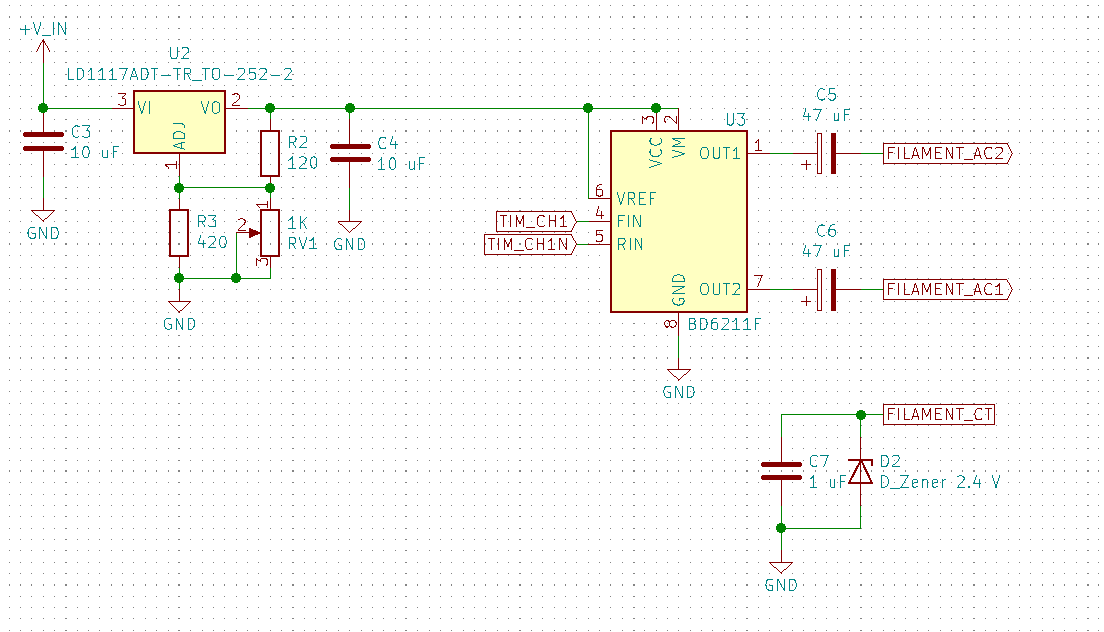 +V_IN
U2
LD1117ADT-TR_TO-252-2
3 VI VO 2
ADJ
1
C3
10 uF
GND
R2
120
C4
10 uF
GND
R3
420
1
2
3
1K
RV1
GND
U3
3 2
VCC VM
6 VREF
TIM_CH1 4 FIN
TIM_CH1N 5 RIN
OUT1 1
OUT2 7
GND
8
BD6211F
GND
C5
47 uF
+
FILAMENT_AC2
C6
47 uF
+
FILAMENT_AC1
FILAMENT_CT
C7
1 uF
D2
D_Zener 2.4 V
GND